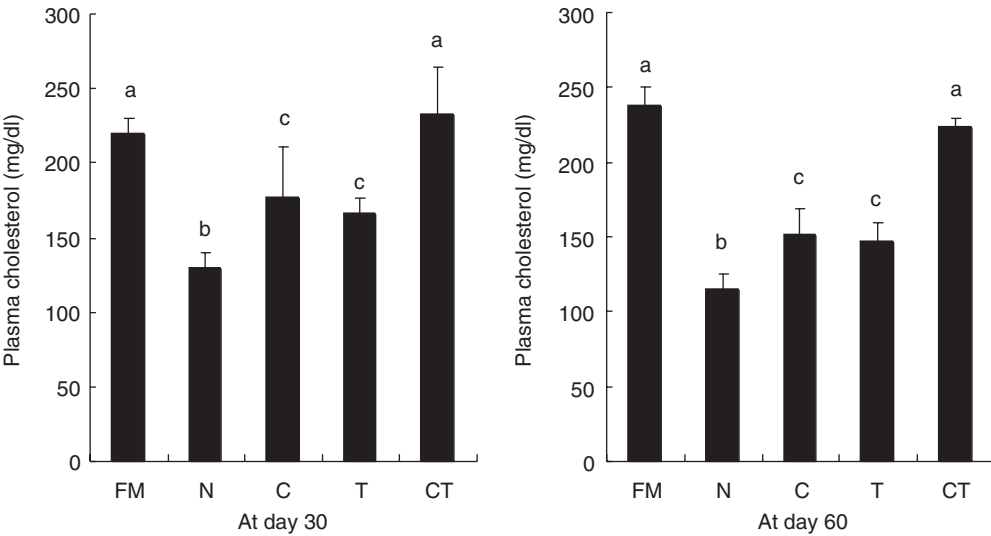 Plasma cholesterol (mg/dl)
300
250
200
150
100
50
0
a
b
c
c
a
FM N C T CT
At day 30
Plasma cholesterol (mg/dl)
300
250
200
150
100
50
0
a
b
c
c
a
FM N C T CT
At day 60